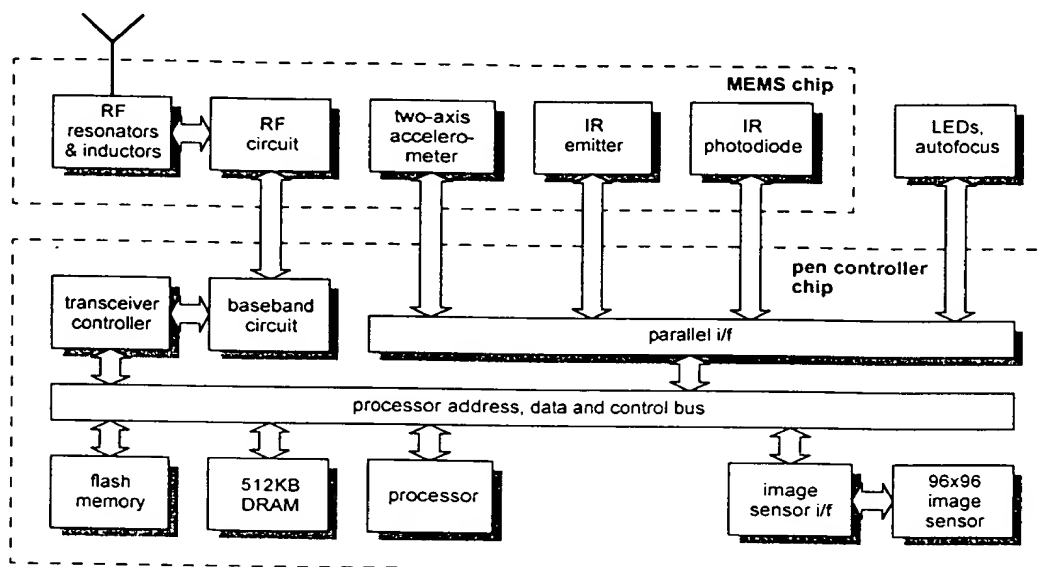 MEMS chip
RF
resonators
& inductors
RF
circuit
two-axis
accelero-
meter
IR
emitter
IR
photodiode
LEDs,
autofocus
pen controller
chip
transceiver
controller
baseband
circuit
parallel i/f
processor address, data and control bus
flash
memory
512KB
DRAM
processor
image
sensor i/f
96x96
image
sensor